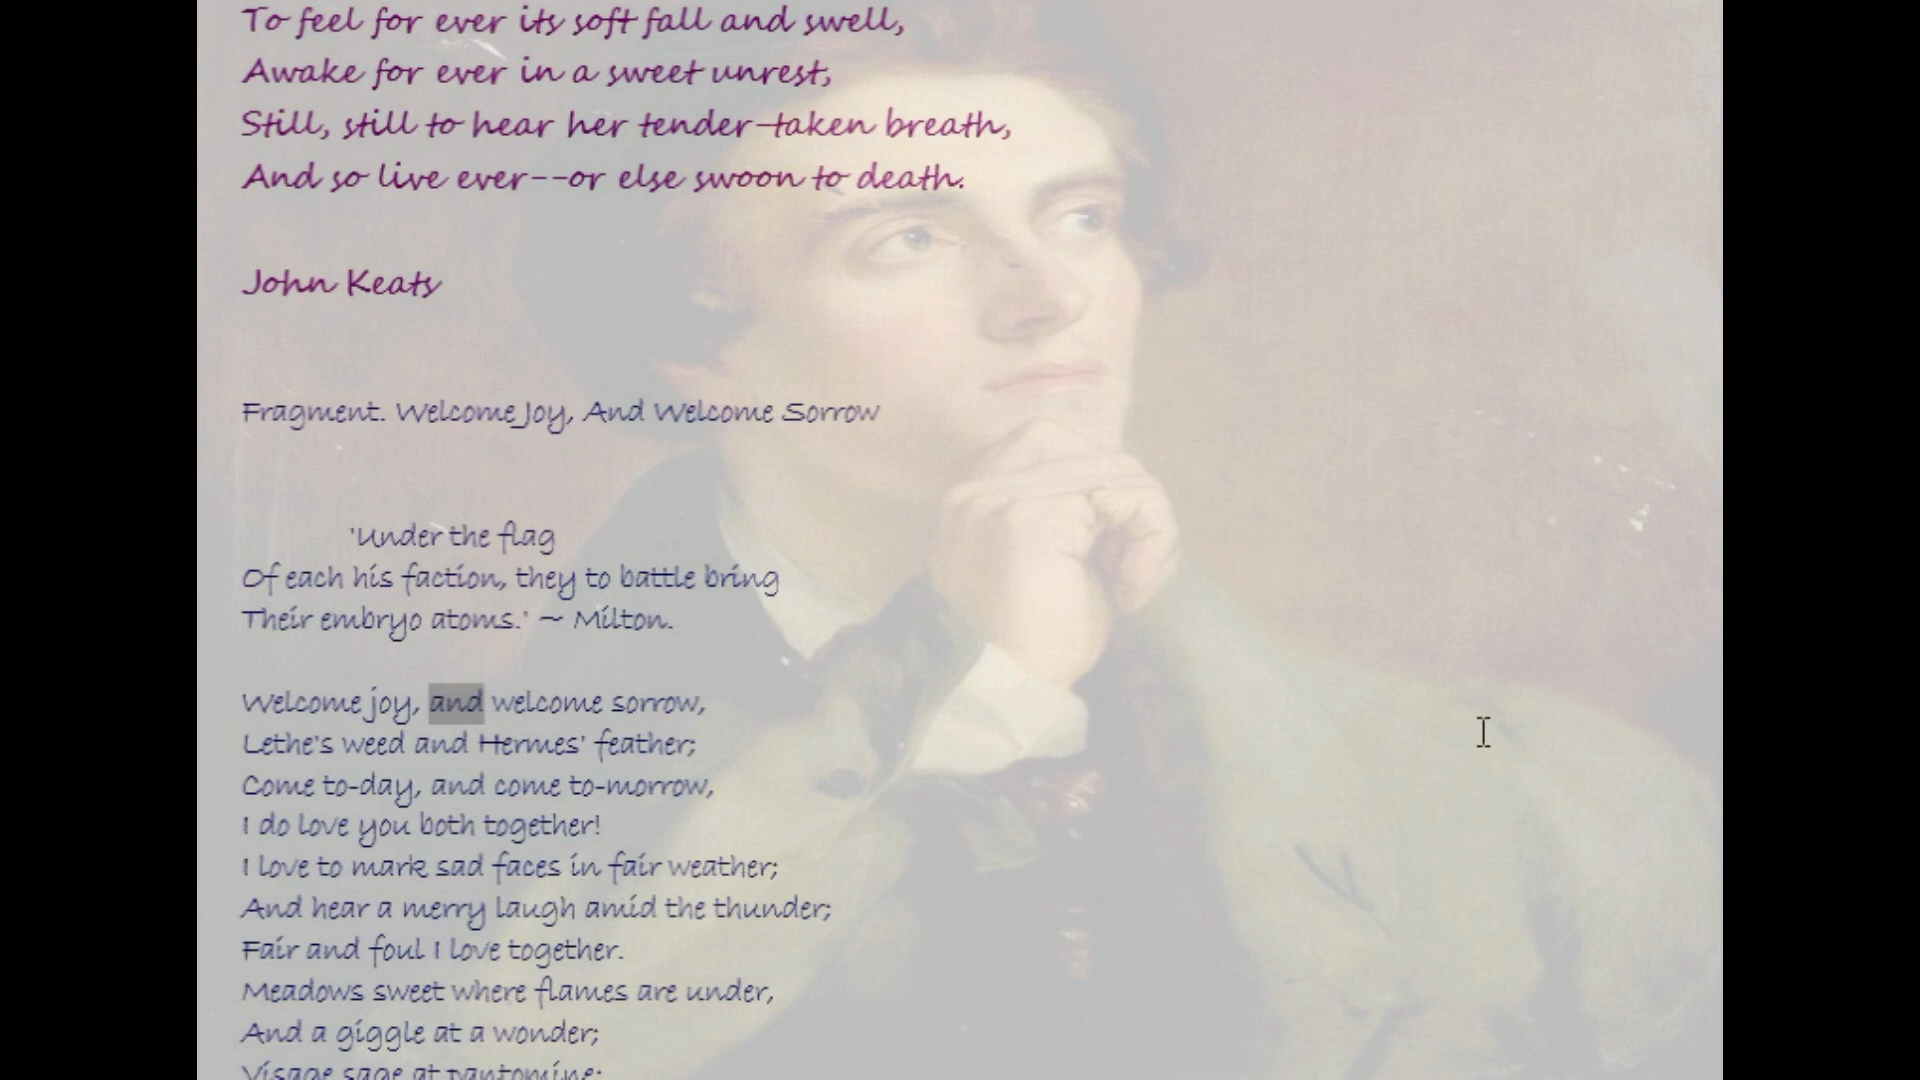 To feel for ever its soft fall and swell,
Awake for ever in a sweet unrest,
Still, still to hear her tender-taken breath,
And so live ever--or else swoon to death.
John Keats
Fragment. Welcome Joy, And Welcome Sorrow
'Under the flag
Of each his faction, they to battle bring
Their embryo atoms.' ~ Milton.
Welcome joy, and welcome sorrow,
Lethe's weed and Hermes' feather;
Come to-day, and come to-morrow,
I do love you both together!
I love to mark sad faces in fair weather;
And hear a merry laugh amid the thunder;
Fair and foul I love together.
Meadows sweet where flames are under,
And a giggle at a wonder;
Visage sage at pantomine;